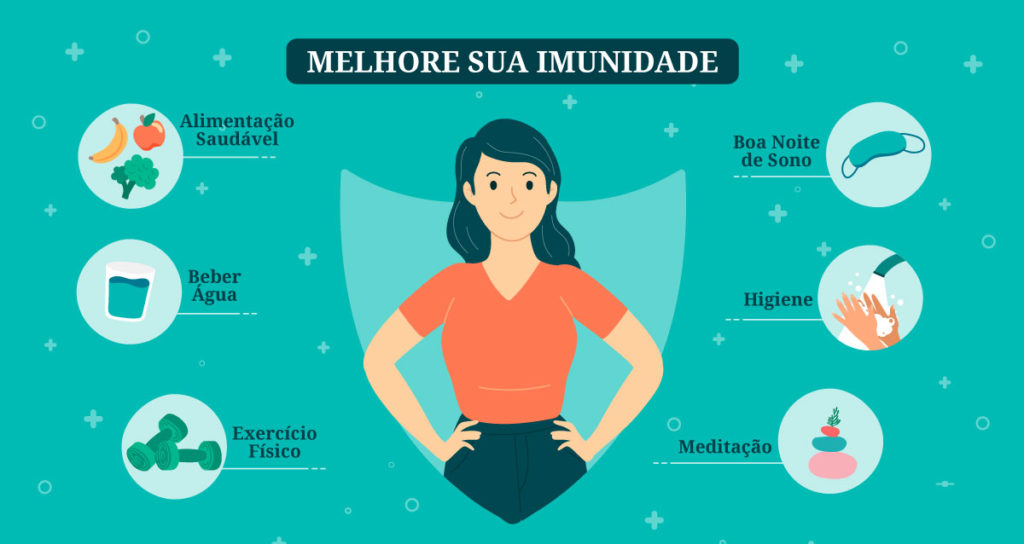 MELHORE SUA IMUNIDADE
Alimentação
Saudável
Beber
Água
Exercício
Físico
Boa Noite
de Sono
Higiene
Meditação